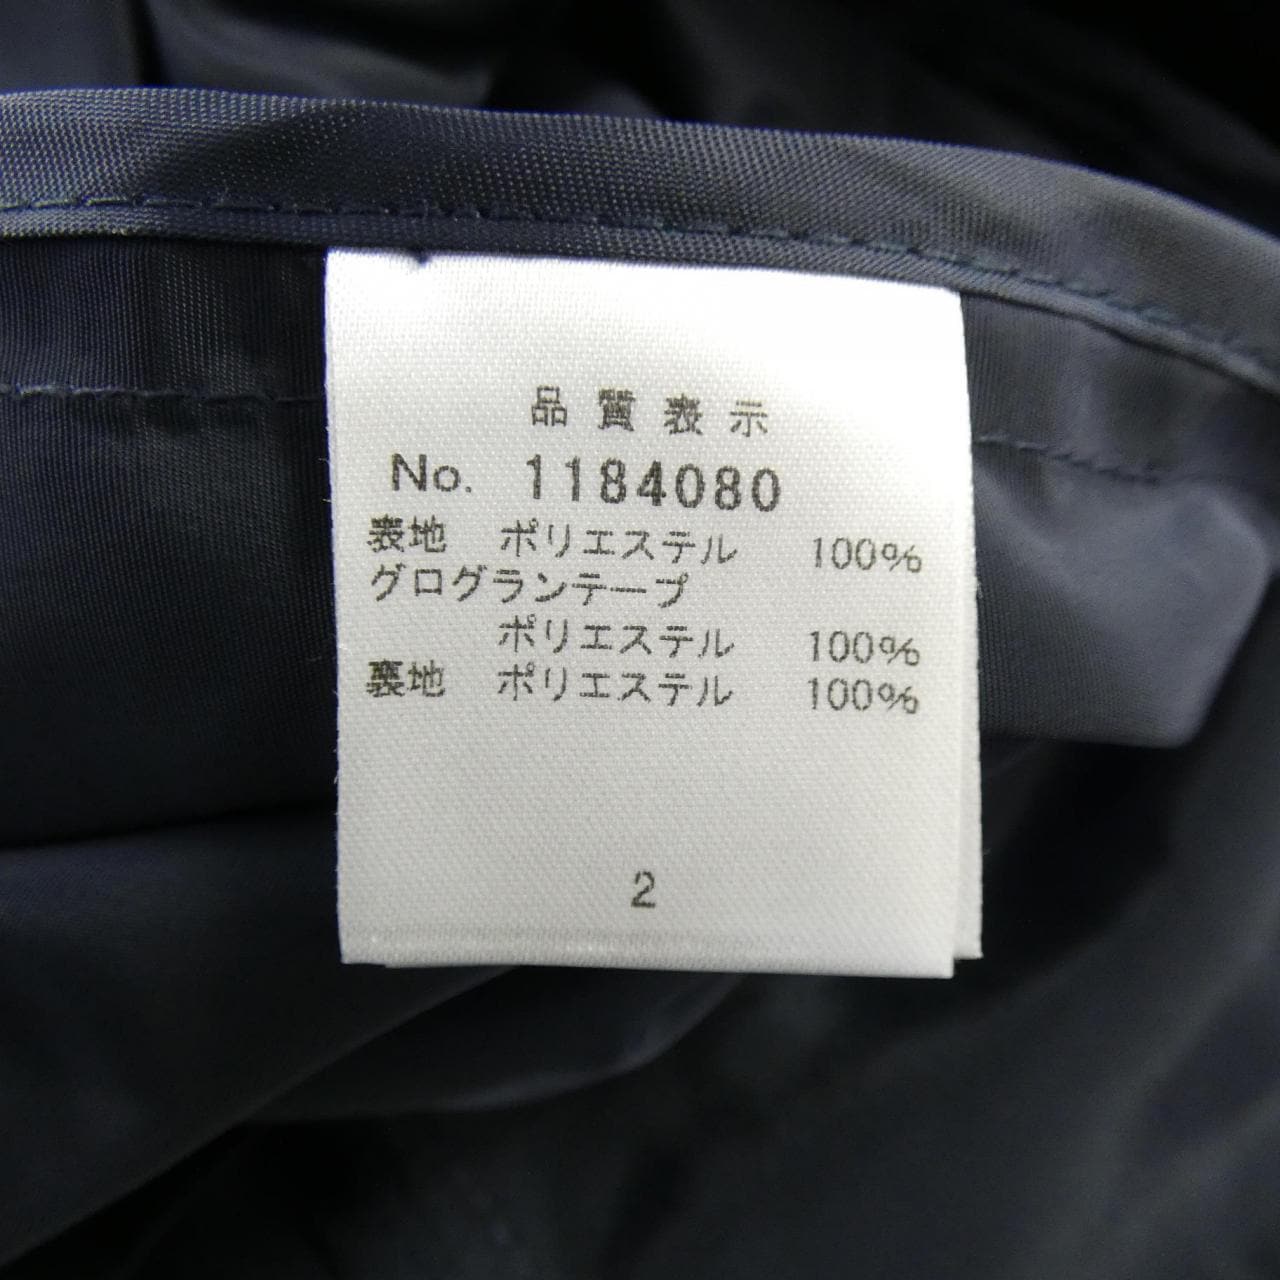 品質表示
No. 1184080
表地 ポリエステル 100%
グログランテープ
ポリエステル 100%
裏地 ポリエステル 100%
2